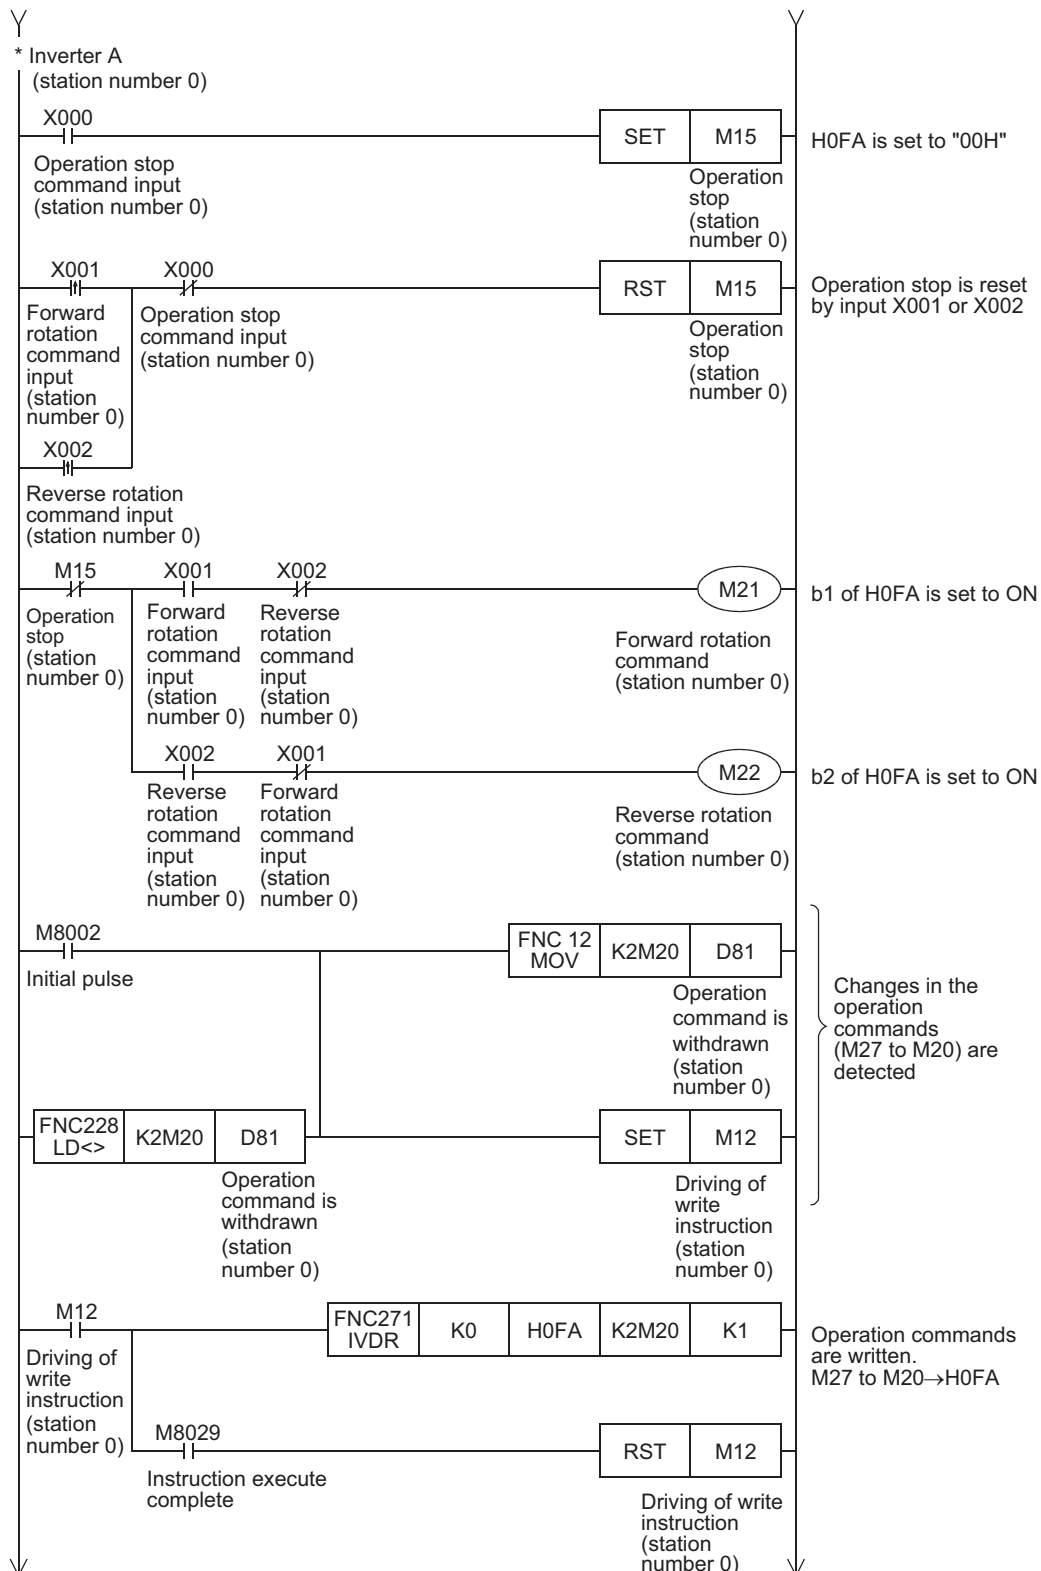 * Inverter A
(station number 0)
X000
SET M15
H0FA is set to "00H"
Operation stop
command input
(station number 0)
Operation
stop
(station
number 0)
X001 X000
RST M15
Operation stop is reset
by input X001 or X002
Forward
rotation
command
input
(station
number 0)
Operation stop
command input
(station number 0)
Operation
stop
(station
number 0)
X002
Reverse rotation
command input
(station number 0)
M15 X001 X002
M21
b1 of H0FA is set to ON
Operation
stop
(station
number 0)
Forward
rotation
command
input
(station
number 0)
Reverse
rotation
command
input
(station
number 0)
Forward rotation
command
(station number 0)
X002 X001
M22
b2 of H0FA is set to ON
Reverse
rotation
command
input
(station
number 0)
Forward
rotation
command
input
(station
number 0)
Reverse rotation
command
(station number 0)
M8002
Initial pulse
FNC 12
MOV
K2M20 D81
Operation
command is
withdrawn
(station
number 0)
Changes in the
operation
commands
(M27 to M20) are
detected
FNC228
LD<>
K2M20 D81
SET M12
Operation
command is
withdrawn
(station
number 0)
Driving of
write
instruction
(station
number 0)
M12
FNC271
IVDR
K0 H0FA K2M20 K1
Operation commands
are written.
M27 to M20→H0FA
Driving of
write
instruction
(station
number 0)
M8029
RST M12
Instruction execute
complete
Driving of write
instruction
(station
number 0)